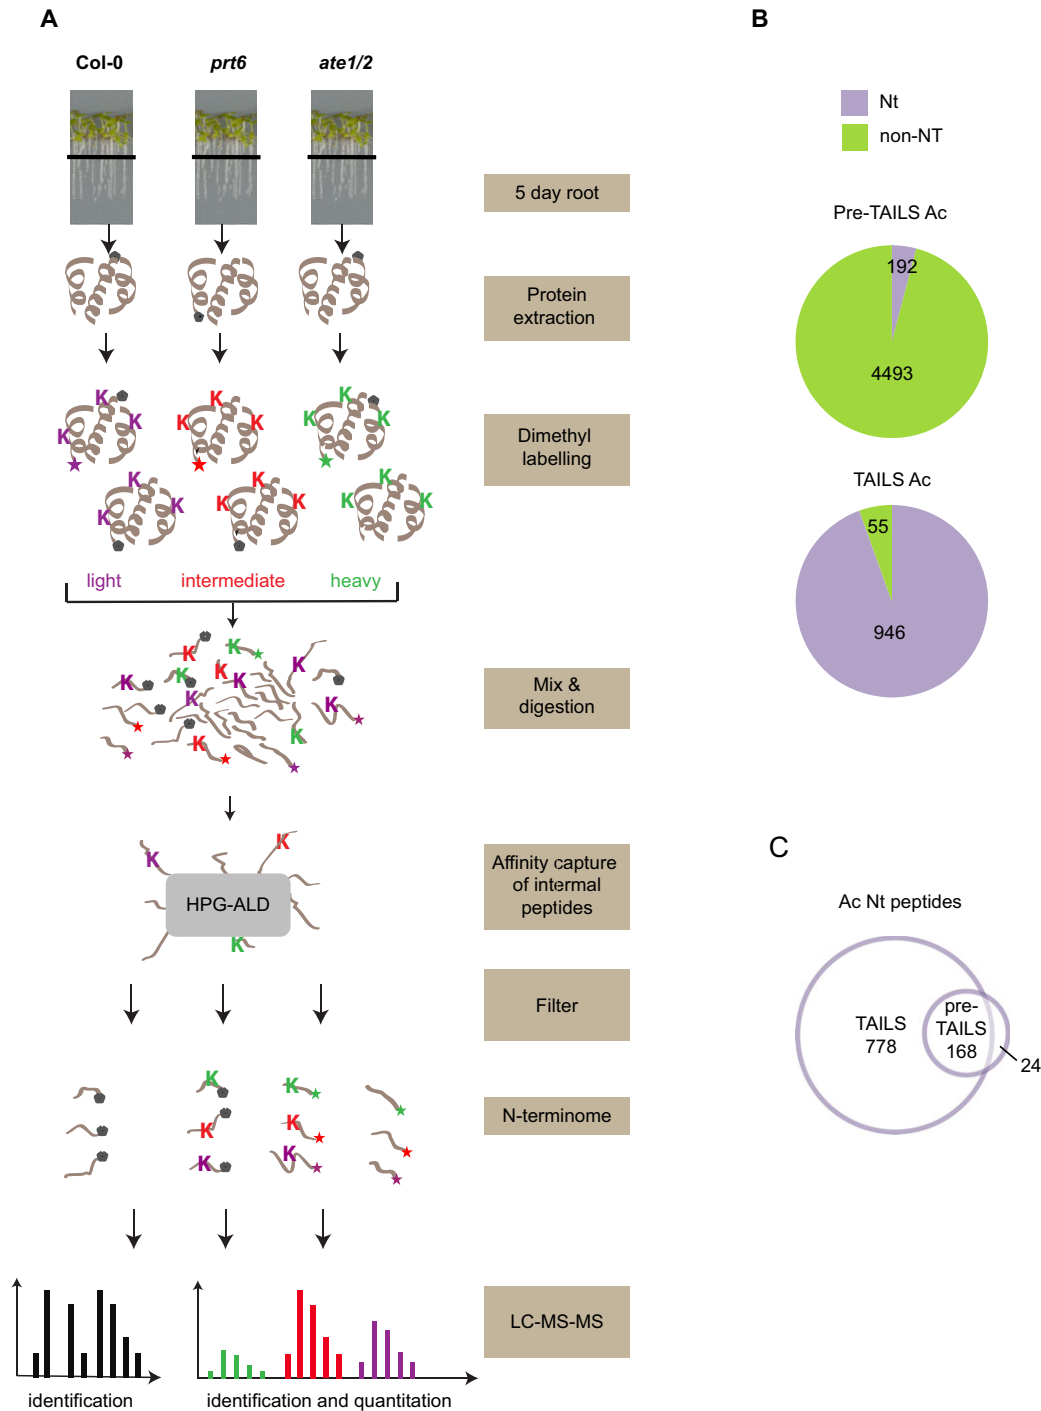 A
Col-0
prt6
ate1/2
5 day root
Protein
extraction
K
K
K
K
K
K
K
K
K
Dimethyl
labelling
K
K
K
K
K
K
K
K
K
light
intermediate
heavy
K
K
K
K
K
K
K
K
K
K
K
Mix &
digestion
K
K
HPG-ALD
K
Affinity capture
of internal
peptides
Filter
K
K
K
K
K
K
N-terminome
LC-MS-MS
identification
identification and quantitation
B
Nt
non-NT
Pre-TAILS Ac
192
4493
TAILS Ac
55
946
C
Ac Nt peptides
TAILS
778
pre-
TAILS
168
24